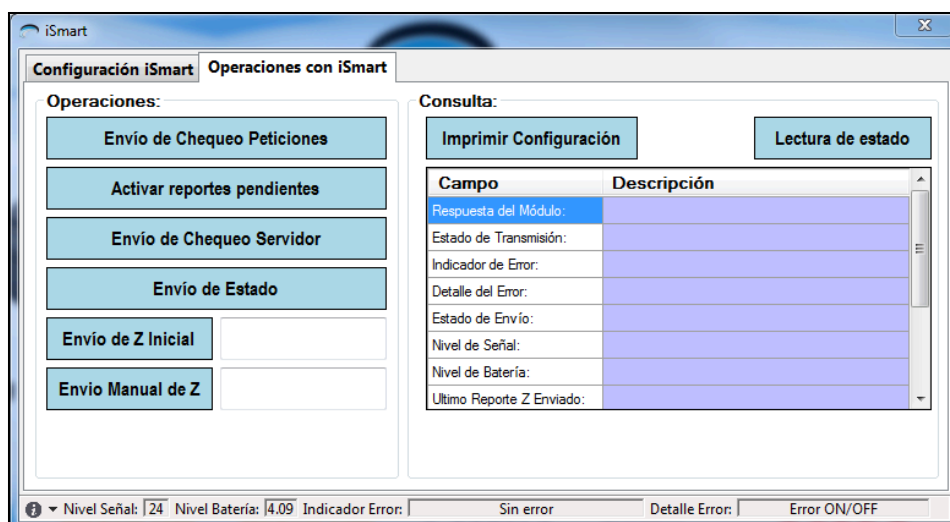 iSmart
Configuración iSmart Operaciones con iSmart
Operaciones:
Envío de Chequeo Peticiones
Activar reportes pendientes
Envío de Chequeo Servidor
Envío de Estado
Envío de Z Inicial
Envio Manual de Z
Consulta:
Imprimir Configuración Lectura de estado
Campo Descripción
Respuesta del Módulo:
Estado de Transmisión:
Indicador de Error:
Detalle del Error:
Estado de Envío:
Nivel de Señal:
Nivel de Batería:
Ultimo Reporte Z Enviado:
Nivel Señal: 24 Nivel Batería: 4.09 Indicador Error: Sin error Detalle Error: Error ON/OFF